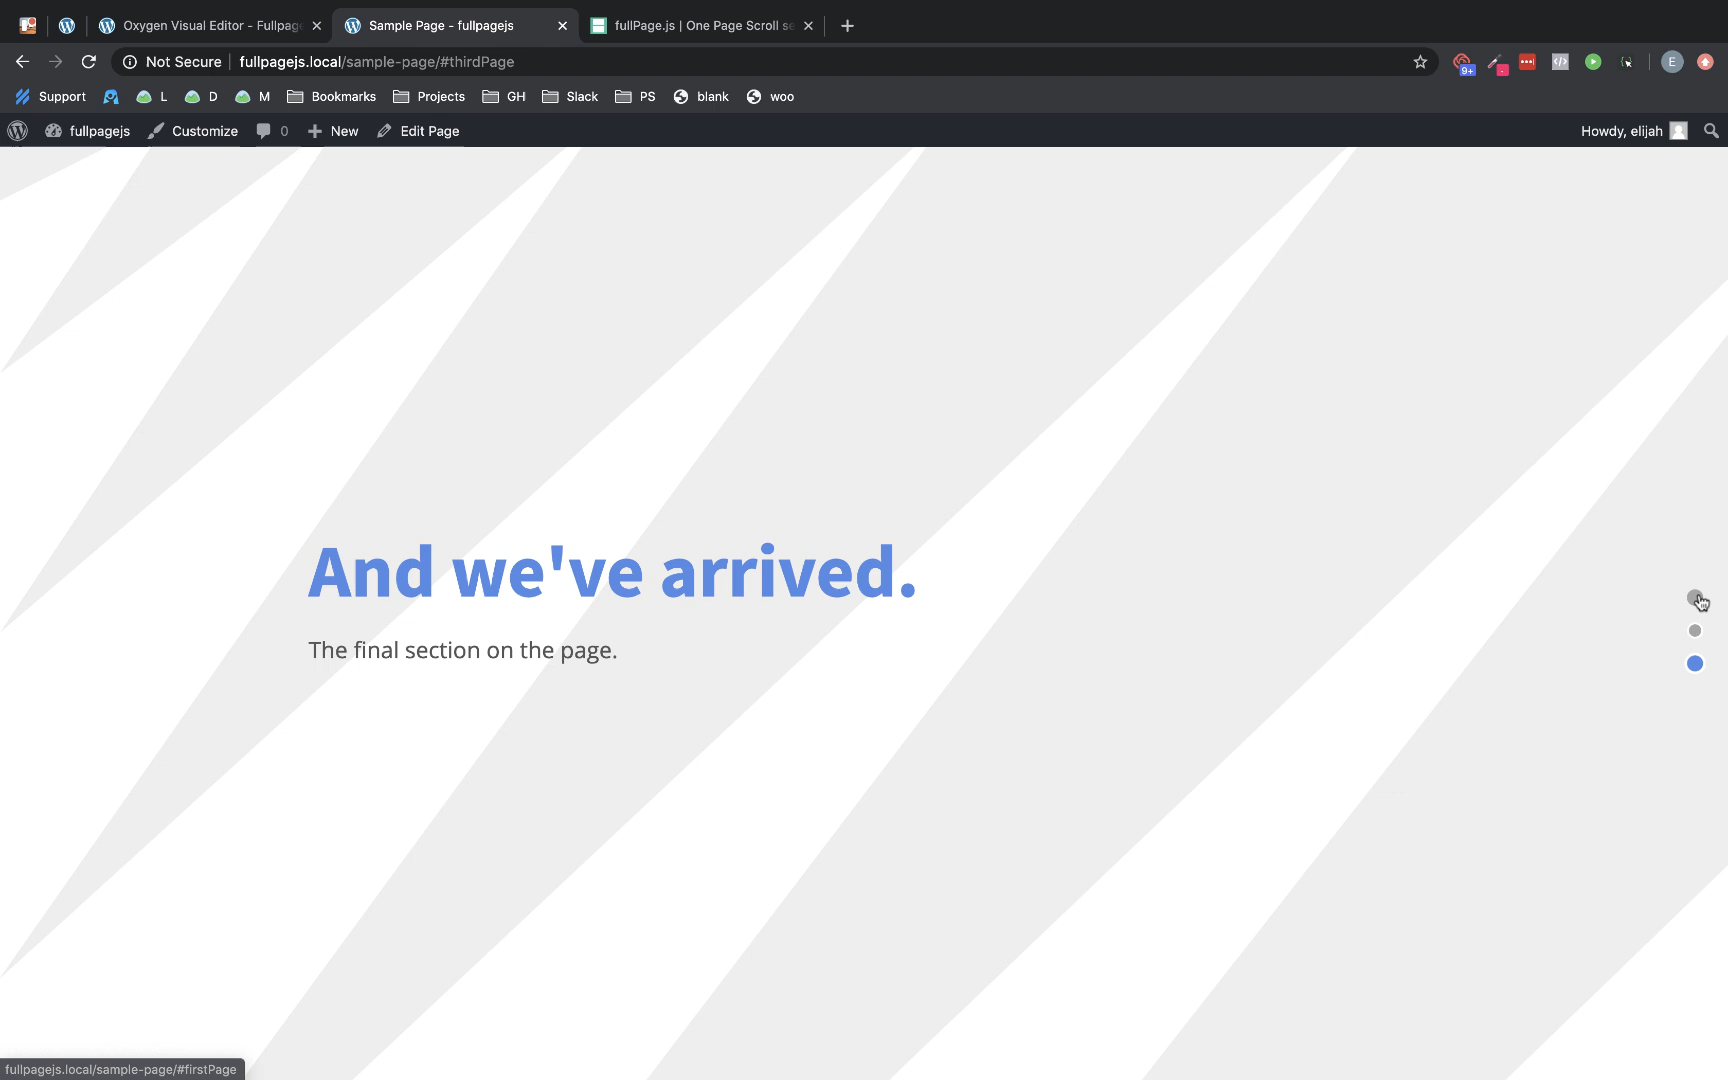 Oxygen Visual Editor - Fullpage
Sample Page - fullpagejs
fullPage.js | One Page Scroll se
Not Secure
fullpagejs.local/sample-page/#thirdPage
9+
E
Support
L
D
M
Bookmarks
Projects
GH
Slack
PS
blank
woo
fullpagejs
Customize
0
New
Edit Page
Howdy, elijah
And we've arrived.
The final section on the page.
fullpagejs.local/sample-page/#firstPage